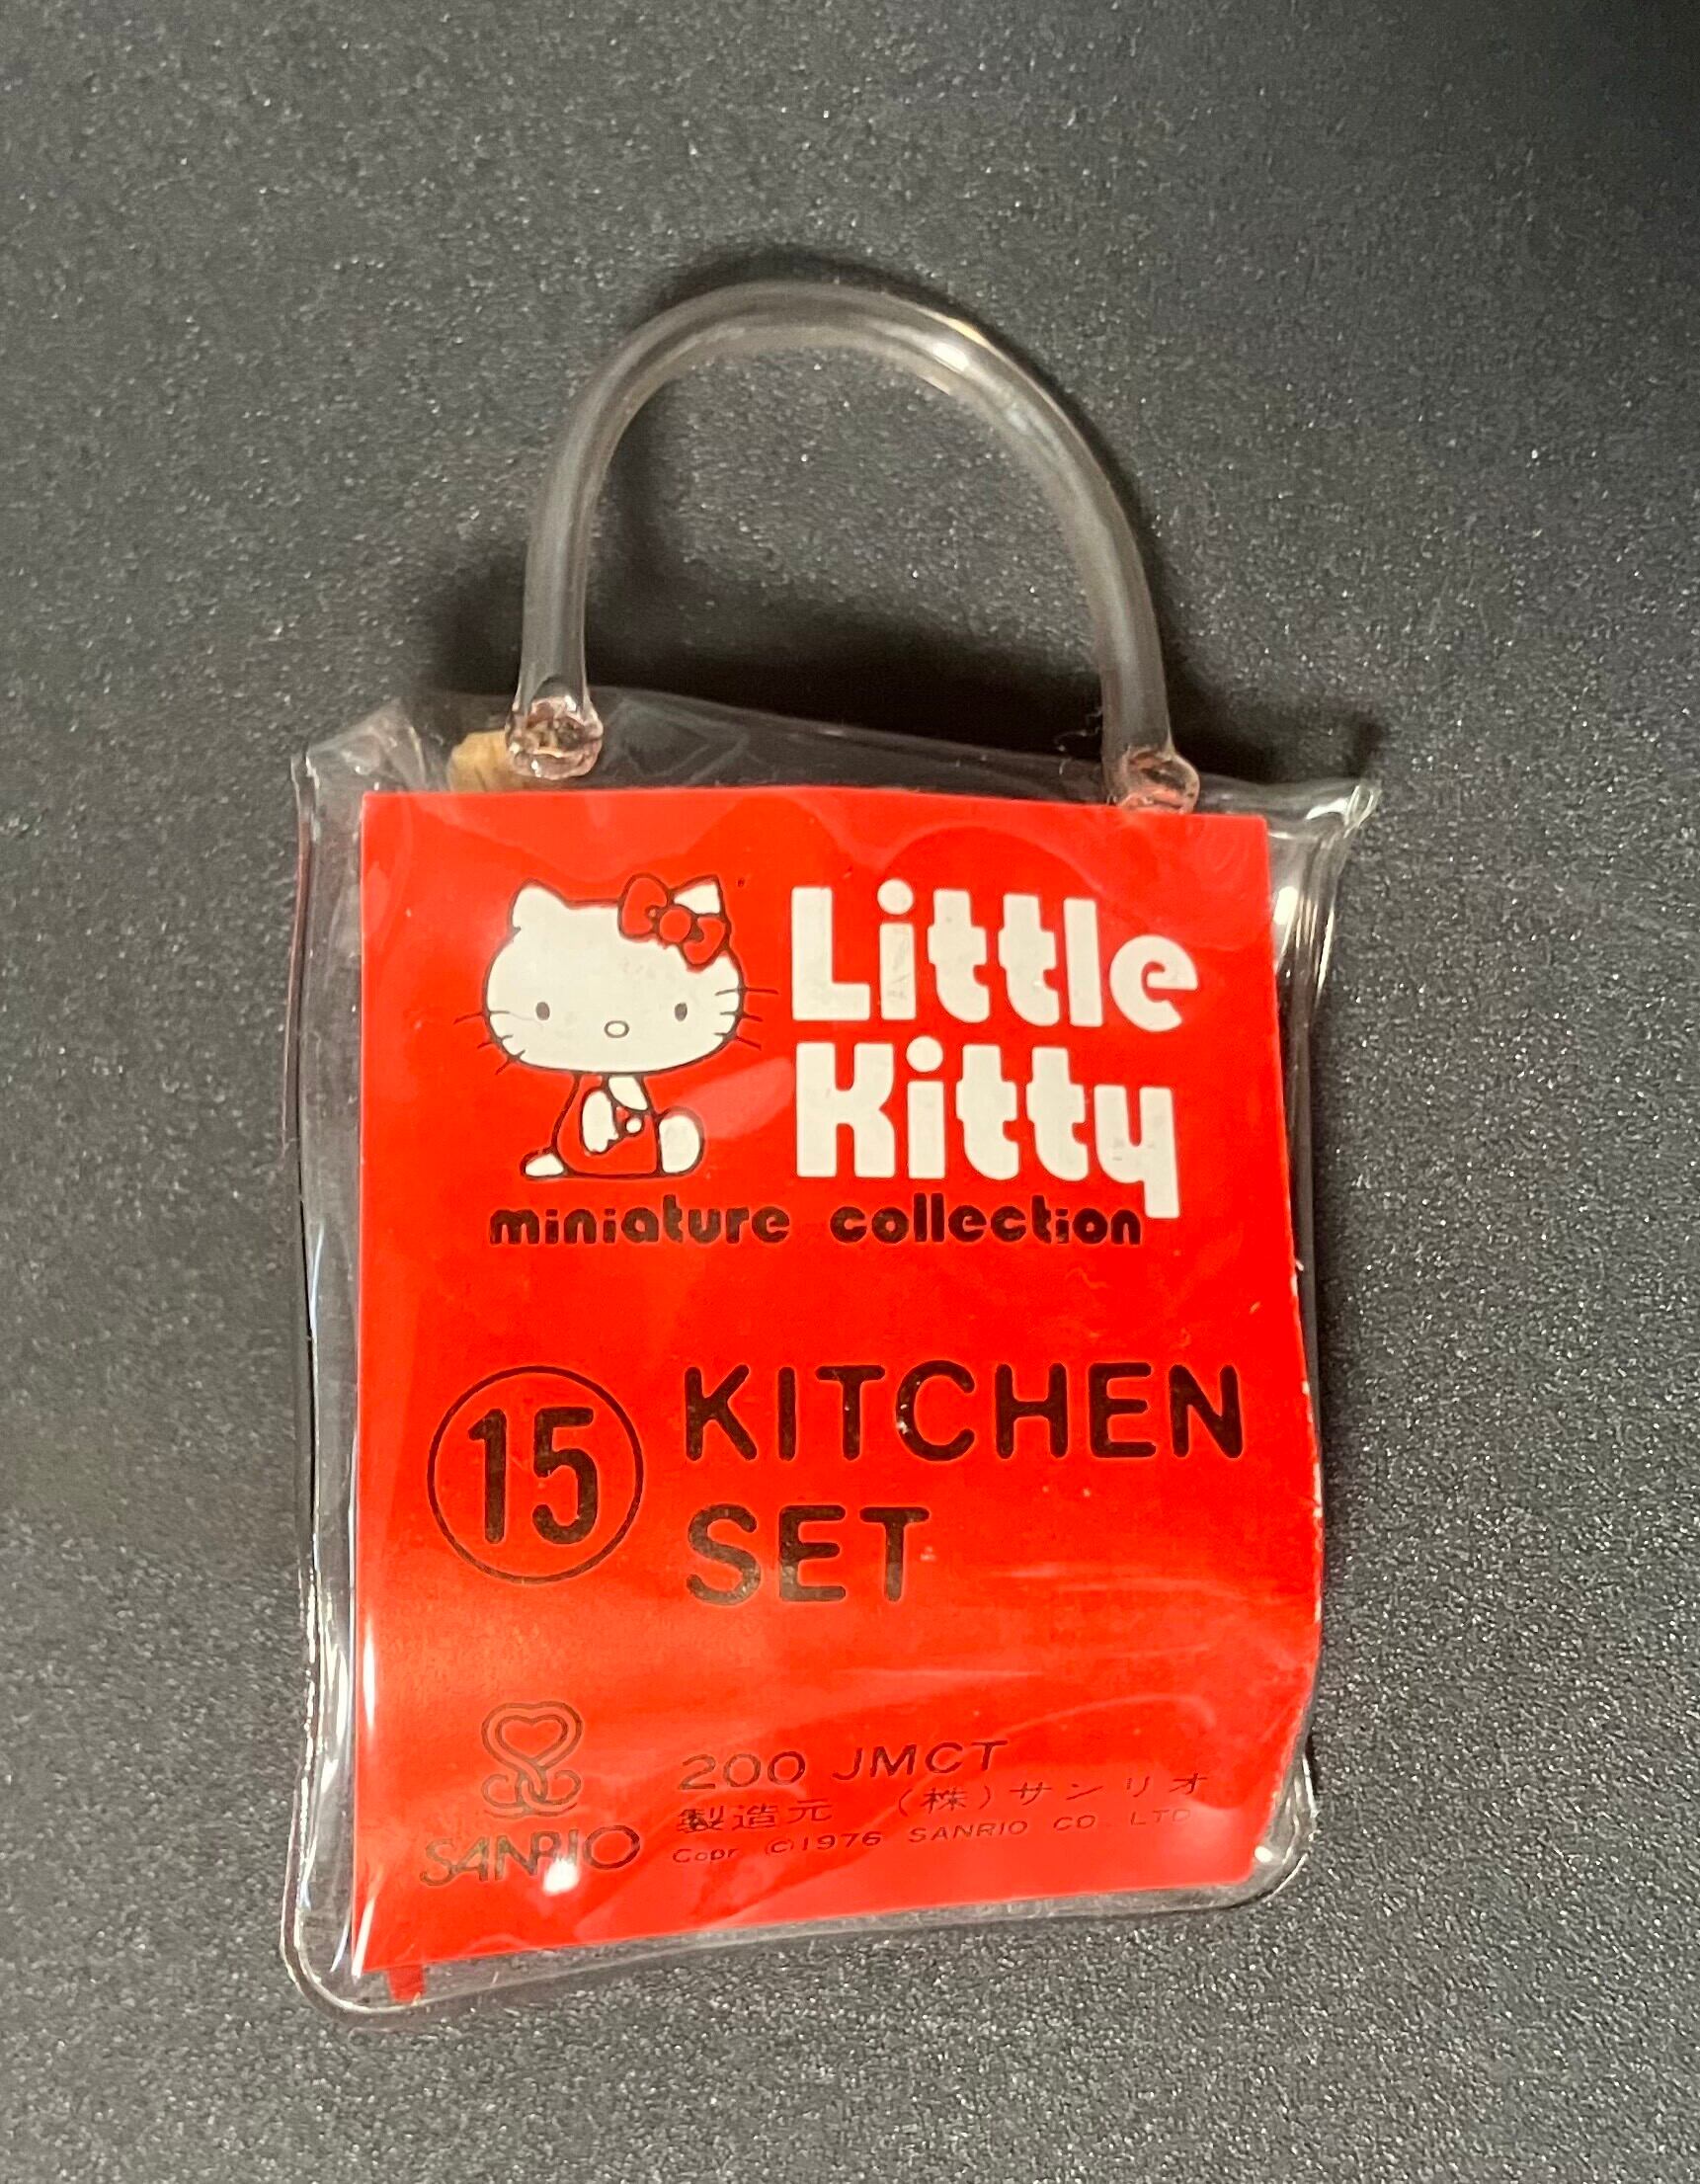 Little
Kitty
miniature collection
15 KITCHEN
SET
200 JMCT
製造元 (株)サンリオ
SANRIO Copr. ©1976 SANRIO CO. LTD